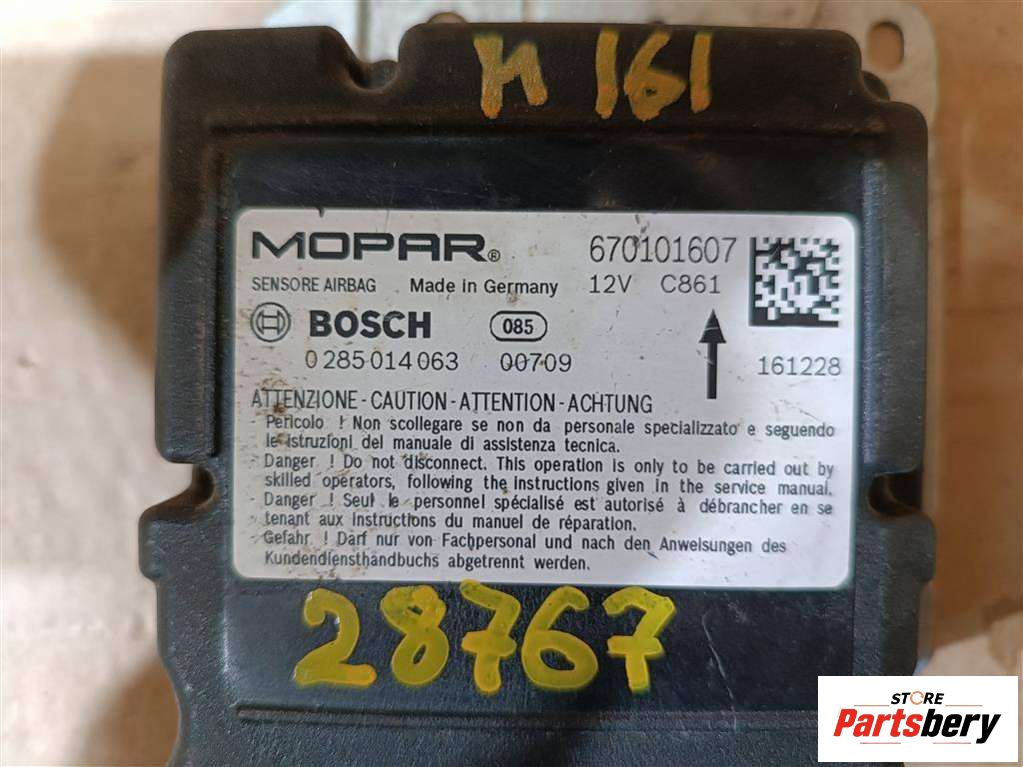 M 161
MOPAR® 670101607
SENSORE AIRBAG Made in Germany 12V C861
BOSCH 085
0 285 014 063 00709 161228
ATTENZIONE - CAUTION - ATTENTION - ACHTUNG
- Pericolo ! Non scollegare se non da personale specializzato e seguendo
le istruzioni del manuale di assistenza tecnica.
- Danger ! Do not disconnect. This operation is only to be carried out by
skilled operators, following the instructions given in the service manual.
- Danger ! Seul le personnel spécialisé est autorisé à débrancher en se
tenant aux instructions du manuel de réparation.
- Gefahr ! Darf nur von Fachpersonal und nach den Anweisungen des
Kundendiensthandbuchs abgetrennt werden.
28767
STORE
Partsbery